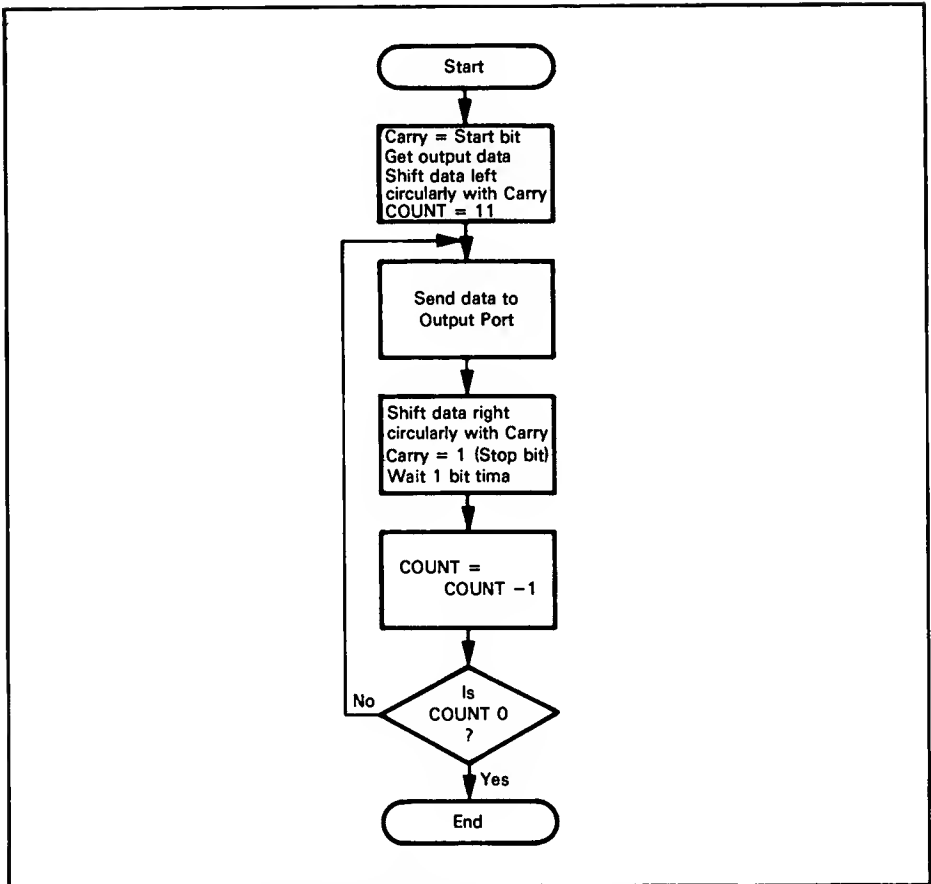 Start
Carry = Start bit
Get output data
Shift data left
circularly with Carry
COUNT = 11
Send data to
Output Port
Shift data right
circularly with Carry
Carry = 1 (Stop bit)
Wait 1 bit tima
COUNT =
COUNT −1
Is
COUNT 0
?
No
Yes
End